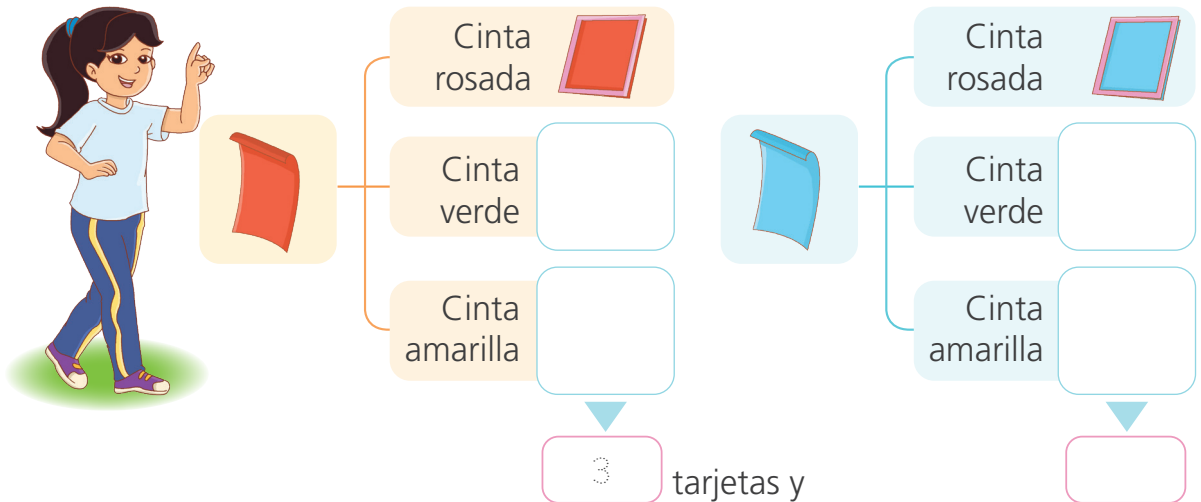 Cinta
rosada
Cinta
verde
Cinta
amarilla
3 tarjetas y
Cinta
rosada
Cinta
verde
Cinta
amarilla